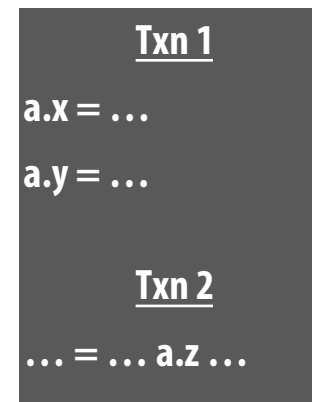 Txn 1
a.x = …
a.y = …
Txn 2
… = … a.z …